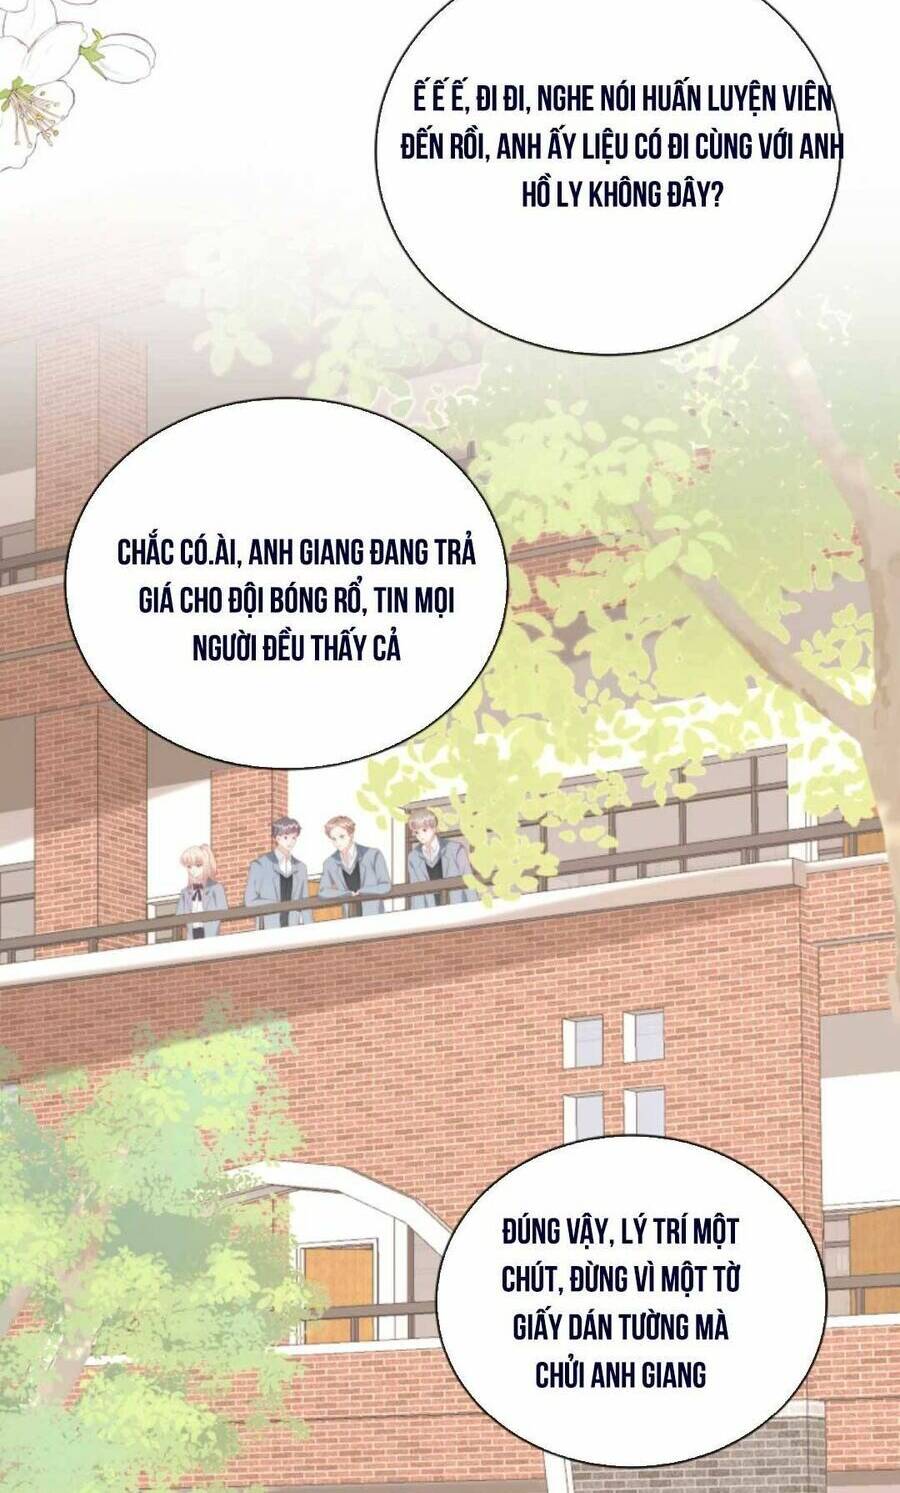 Ế Ế Ế, ĐI ĐI, NGHE NÓI HUẤN LUYỆN VIÊN
ĐẾN RỒI, ANH ẤY LIỆU CÓ ĐI CÙNG VỚI ANH
HỒ LY KHÔNG ĐÂY?
CHẮC CÓ.ÀI, ANH GIANG ĐANG TRẢ
GIÁ CHO ĐỘI BÓNG RỔ, TIN MỌI
NGƯỜI ĐỀU THẤY CẢ
ĐÚNG VẬY, LÝ TRÍ MỘT
CHÚT, ĐỪNG VÌ MỘT TỜ
GIẤY DÁN TƯỜNG MÀ
CHỬI ANH GIANG